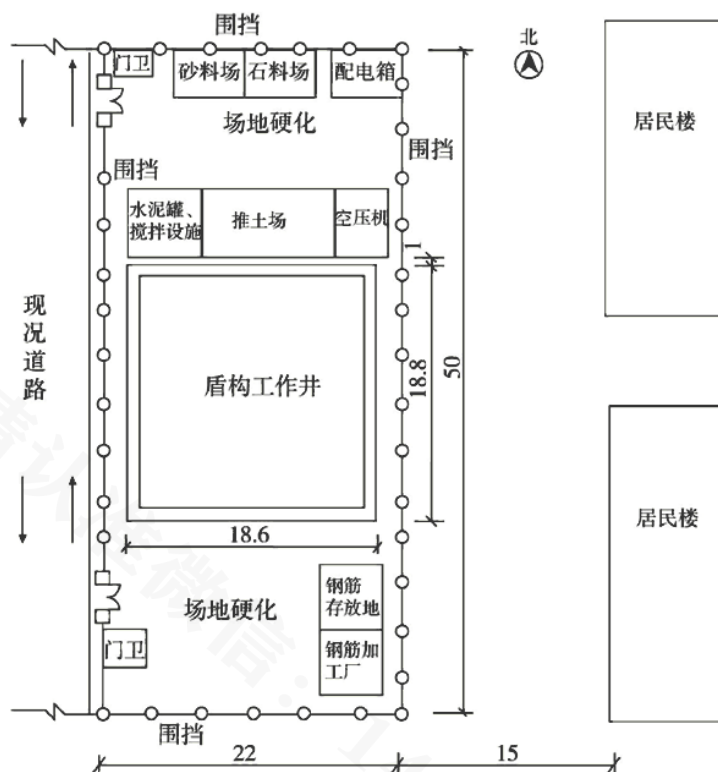 围挡
北
门卫
砂料场
石料场
配电箱
居民楼
场地硬化
围挡
围挡
水泥罐、
搅拌设施
推土场
空压机
1
现况道路
盾构工作井
18.8
50
18.6
居民楼
钢筋
存放地
场地硬化
门卫
钢筋加
工厂
围挡
22
15